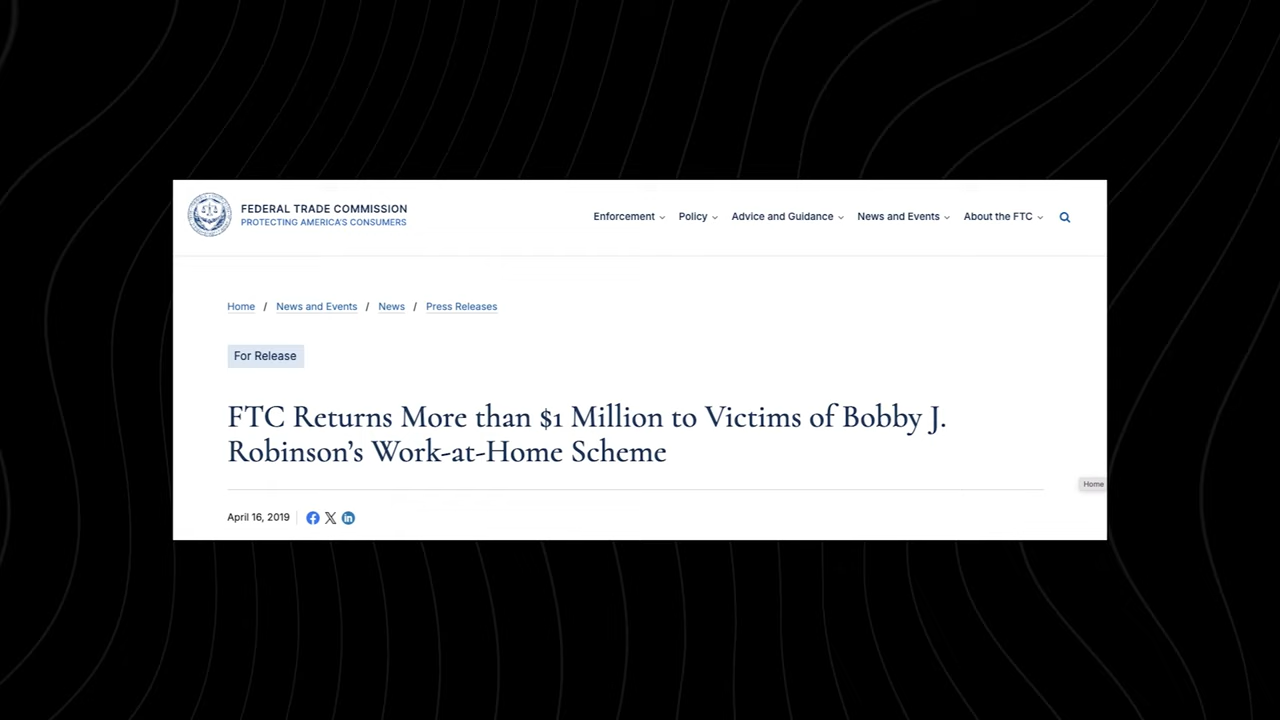 FEDERAL TRADE COMMISSION
PROTECTING AMERICA'S CONSUMERS
Enforcement Policy Advice and Guidance News and Events About the FTC
Home / News and Events / News / Press Releases
For Release
FTC Returns More than $1 Million to Victims of Bobby J.
Robinson's Work-at-Home Scheme
Home
April 16, 2019